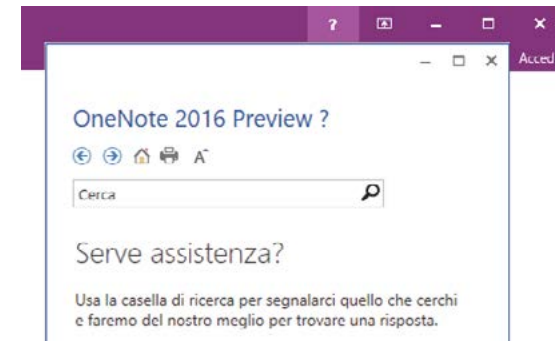 ?
Acced
OneNote 2016 Preview ?
A
Cerca
Serve assistenza?
Usa la casella di ricerca per segnalarci quello che cerchi
e faremo del nostro meglio per trovare una risposta.